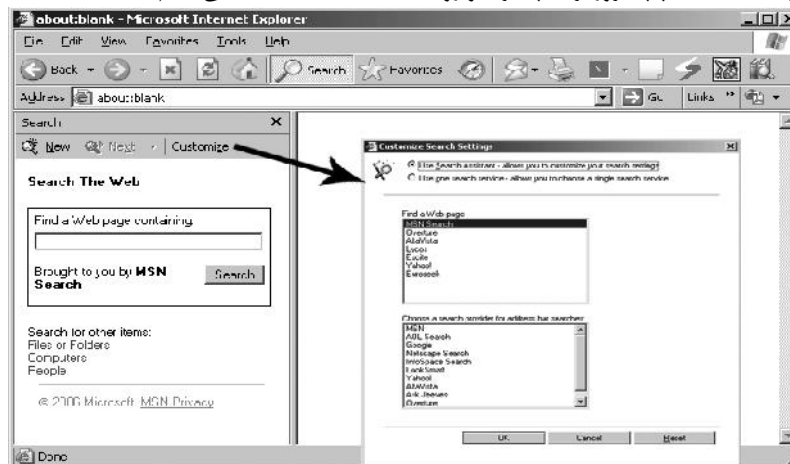 about:blank - Microsoft Internet Explorer
File Edit View Favorites Tools Help
Back Search Favorites
Address about:blank Go Links »
Search
New Next Customize
Search The Web
Find a Web page containing:
Brought to you by MSN
Search
Search
Search for other items:
Files or Folders
Computers
People
© 2006 Microsoft MSN Privacy
Done
Customize Search Settings
Use Search assistant - allows you to customize your search settings
Use one search service - allows you to choose a single search service
Find a Web page
MSN Search
Overture
AltaVista
Lycos
Excite
Yahoo!
Euroseek
Choose a search provider for address bar searches:
MSN
AOL Search
Google
Netscape Search
InfoSpace Search
LookSmart
Yahoo!
AltaVista
Ask Jeeves
Overture
OK Cancel Reset